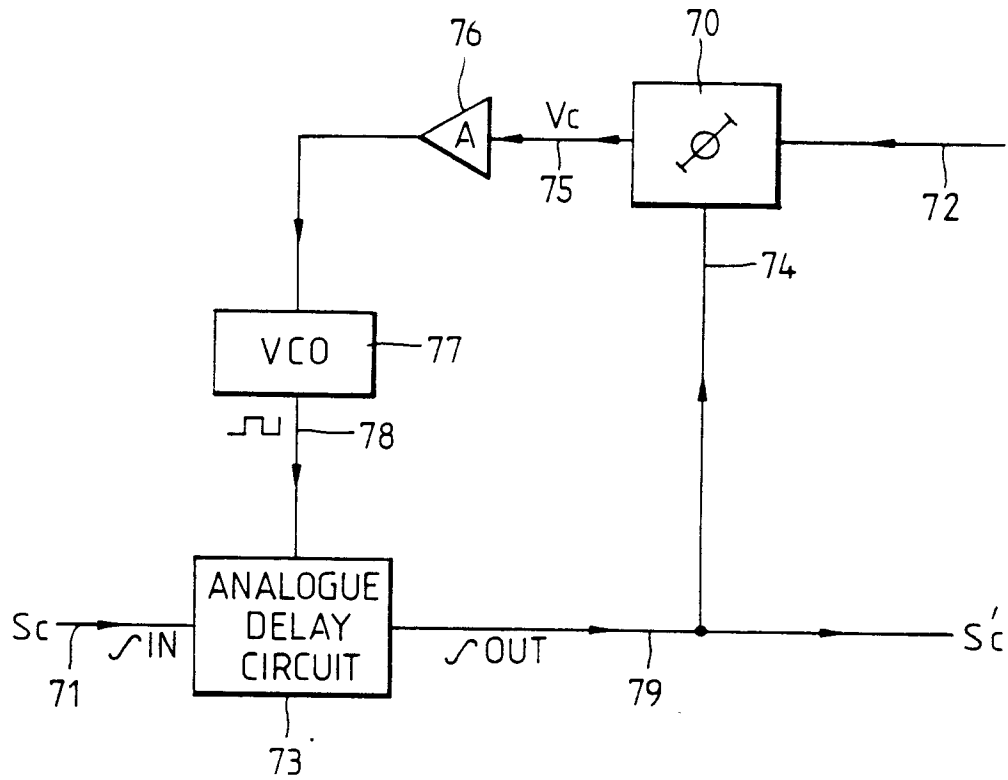 76
70
A
Vc
75
72
74
VCO
77
78
Sc
∫ IN
ANALOGUE
DELAY
CIRCUIT
∫ OUT
Sc'
71
79
73